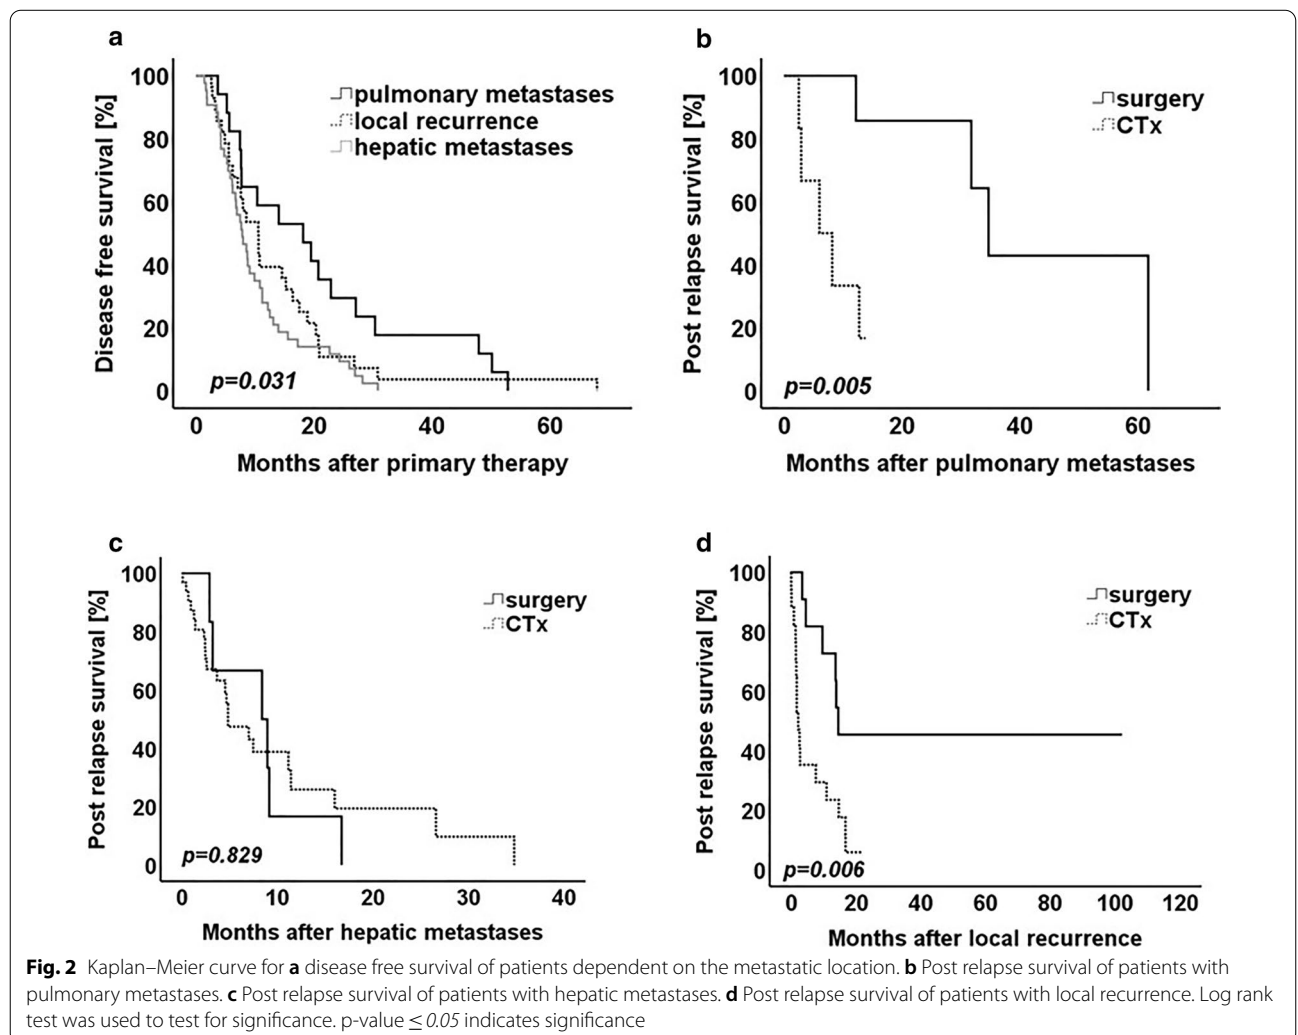 a
Disease free survival [%]
100
80
60
40
20
0
pulmonary metastases
local recurrence
hepatic metastases
p=0.031
0 20 40 60
Months after primary therapy
b
Post relapse survival [%]
100
80
60
40
20
0
surgery
CTx
p=0.005
0 20 40 60
Months after pulmonary metastases
c
Post relapse survival [%]
100
80
60
40
20
0
surgery
CTx
p=0.829
0 10 20 30 40
Months after hepatic metastases
d
Post relapse survival [%]
100
80
60
40
20
0
surgery
CTx
p=0.006
0 20 40 60 80 100 120
Months after local recurrence
Fig. 2 Kaplan–Meier curve for a disease free survival of patients dependent on the metastatic location. b Post relapse survival of patients with
pulmonary metastases. c Post relapse survival of patients with hepatic metastases. d Post relapse survival of patients with local recurrence. Log rank
test was used to test for significance. p-value ≤ 0.05 indicates significance